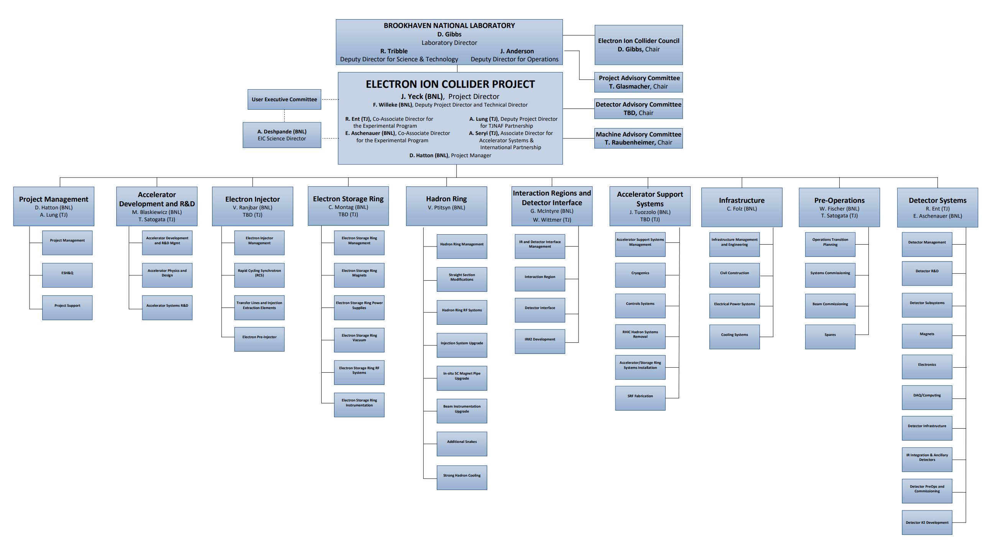 BROOKHAVEN NATIONAL LABORATORY
D. Gibbs
Laboratory Director
R. Tribble
Deputy Director for Science & Technology
J. Anderson
Deputy Director for Operations
Electron Ion Collider Council
D. Gibbs, Chair
Project Advisory Committee
T. Glasmacher, Chair
Detector Advisory Committee
TBD, Chair
Machine Advisory Committee
T. Raubenheimer, Chair
User Executive Committee
A. Deshpande (BNL)
EIC Science Director
ELECTRON ION COLLIDER PROJECT
J. Yeck (BNL), Project Director
F. Willeke (BNL), Deputy Project Director and Technical Director
R. Ent (TJ), Co-Associate Director for
the Experimental Program
E. Aschenauer (BNL), Co-Associate Director
for the Experimental Program
A. Lung (TJ), Deputy Project Director
for TJNAF Partnership
A. Seryi (TJ), Associate Director for
Accelerator Systems &
International Partnership
D. Hatton (BNL), Project Manager
Project Management
D. Hatton (BNL)
A. Lung (TJ)
Project Management
ESH&Q
Project Support
Accelerator
Development and R&D
M. Blaskiewicz (BNL)
T. Satogata (TJ)
Accelerator Development
and R&D Mgmt
Accelerator Physics and
Design
Accelerator Systems R&D
Electron Injector
V. Ranjbar (BNL)
TBD (TJ)
Electron Injector
Management
Rapid Cycling Synchrotron
(RCS)
Transfer Lines and Injection
Extraction Elements
Electron Pre-Injector
Electron Storage Ring
C. Montag (BNL)
TBD (TJ)
Electron Storage Ring
Management
Electron Storage Ring
Magnets
Electron Storage Ring Power
Supplies
Electron Storage Ring
Vacuum
Electron Storage Ring RF
Systems
Electron Storage Ring
Instrumentation
Hadron Ring
V. Ptitsyn (BNL)
Hadron Ring Management
Straight Section
Modifications
Hadron Ring RF Systems
Injection System Upgrade
In-situ SC Magnet Pipe
Upgrade
Beam Instrumentation
Upgrade
Additional Snakes
Strong Hadron Cooling
Interaction Regions and
Detector Interface
G. McIntyre (BNL)
W. Wittmer (TJ)
IR and Detector Interface
Management
Interaction Region
Detector Interface
IR#2 Development
Accelerator Support
Systems
J. Tuozzolo (BNL)
TBD (TJ)
Accelerator Support Systems
Management
Cryogenics
Controls Systems
RHIC Hadron Systems
Removal
Accelerator/Storage Ring
Systems Installation
SRF Fabrication
Infrastructure
C. Folz (BNL)
Infrastructure Management
and Engineering
Civil Construction
Electrical Power Systems
Cooling Systems
Pre-Operations
W. Fischer (BNL)
T. Satogata (TJ)
Operations Transition
Planning
Systems Commissioning
Beam Commissioning
Spares
Detector Systems
R. Ent (TJ)
E. Aschenauer (BNL)
Detector Management
Detector R&D
Detector Subsystems
Magnets
Electronics
DAQ/Computing
Detector Infrastructure
IR Integration & Ancillary
Detectors
Detector PreOps and
Commissioning
Detector #2 Development